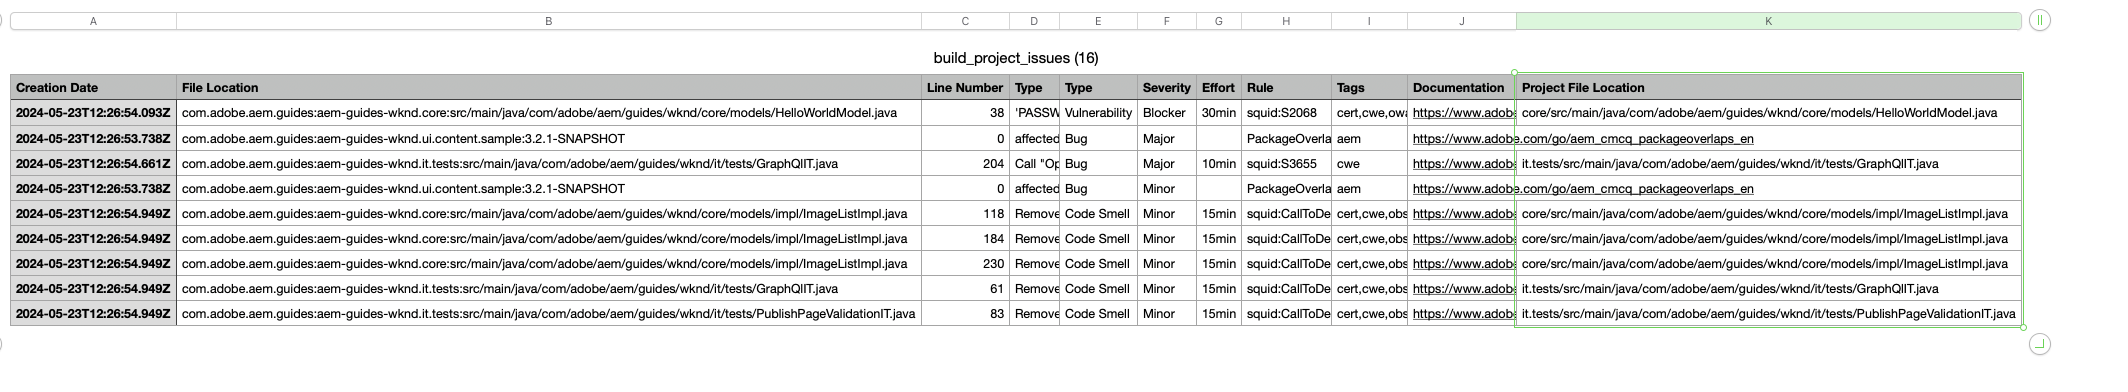 A B C D E F G H I J K
build_project_issues (16)
Creation Date File Location Line Number Type Type Severity Effort Rule Tags Documentation Project File Location
2024-05-23T12:26:54.093Z com.adobe.aem.guides:aem-guides-wknd.core:src/main/java/com/adobe/aem/guides/wknd/core/models/HelloWorldModel.java 38 'PASSW Vulnerability Blocker 30min squid:S2068 cert,cwe,owa https://www.adobe core/src/main/java/com/adobe/aem/guides/wknd/core/models/HelloWorldModel.java
2024-05-23T12:26:53.738Z com.adobe.aem.guides:aem-guides-wknd.ui.content.sample:3.2.1-SNAPSHOT 0 affected Bug Major PackageOverla aem https://www.adobe.com/go/aem_cmcq_packageoverlaps_en
2024-05-23T12:26:54.661Z com.adobe.aem.guides:aem-guides-wknd.it.tests:src/main/java/com/adobe/aem/guides/wknd/it/tests/GraphQlIT.java 204 Call "Op Bug Major 10min squid:S3655 cwe https://www.adobe it.tests/src/main/java/com/adobe/aem/guides/wknd/it/tests/GraphQlIT.java
2024-05-23T12:26:53.738Z com.adobe.aem.guides:aem-guides-wknd.ui.content.sample:3.2.1-SNAPSHOT 0 affected Bug Minor PackageOverla aem https://www.adobe.com/go/aem_cmcq_packageoverlaps_en
2024-05-23T12:26:54.949Z com.adobe.aem.guides:aem-guides-wknd.core:src/main/java/com/adobe/aem/guides/wknd/core/models/impl/ImageListImpl.java 118 Remove Code Smell Minor 15min squid:CallToDe cert,cwe,obs https://www.adobe core/src/main/java/com/adobe/aem/guides/wknd/core/models/impl/ImageListImpl.java
2024-05-23T12:26:54.949Z com.adobe.aem.guides:aem-guides-wknd.core:src/main/java/com/adobe/aem/guides/wknd/core/models/impl/ImageListImpl.java 184 Remove Code Smell Minor 15min squid:CallToDe cert,cwe,obs https://www.adobe core/src/main/java/com/adobe/aem/guides/wknd/core/models/impl/ImageListImpl.java
2024-05-23T12:26:54.949Z com.adobe.aem.guides:aem-guides-wknd.core:src/main/java/com/adobe/aem/guides/wknd/core/models/impl/ImageListImpl.java 230 Remove Code Smell Minor 15min squid:CallToDe cert,cwe,obs https://www.adobe core/src/main/java/com/adobe/aem/guides/wknd/core/models/impl/ImageListImpl.java
2024-05-23T12:26:54.949Z com.adobe.aem.guides:aem-guides-wknd.it.tests:src/main/java/com/adobe/aem/guides/wknd/it/tests/GraphQlIT.java 61 Remove Code Smell Minor 15min squid:CallToDe cert,cwe,obs https://www.adobe it.tests/src/main/java/com/adobe/aem/guides/wknd/it/tests/GraphQlIT.java
2024-05-23T12:26:54.949Z com.adobe.aem.guides:aem-guides-wknd.it.tests:src/main/java/com/adobe/aem/guides/wknd/it/tests/PublishPageValidationIT.java 83 Remove Code Smell Minor 15min squid:CallToDe cert,cwe,obs https://www.adobe it.tests/src/main/java/com/adobe/aem/guides/wknd/it/tests/PublishPageValidationIT.java